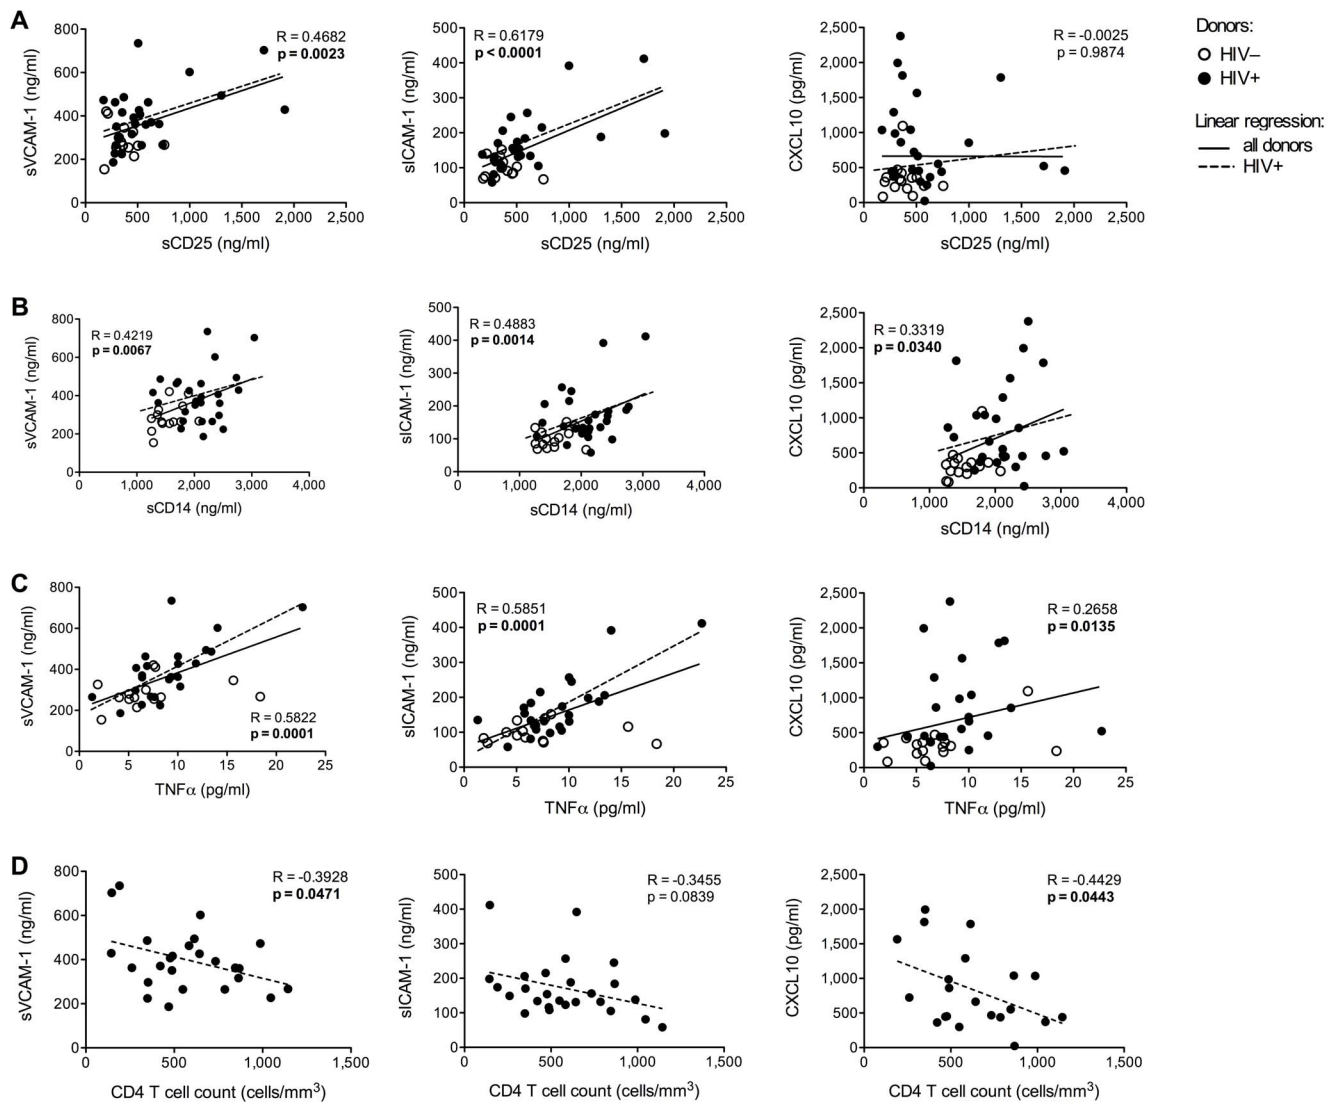 A
800
600
400
200
0
0 500 1,000 1,500 2,000 2,500
sVCAM-1 (ng/ml)
sCD25 (ng/ml)
R = 0.4682
p = 0.0023
500
400
300
200
100
0
0 500 1,000 1,500 2,000 2,500
sICAM-1 (ng/ml)
sCD25 (ng/ml)
R = 0.6179
p < 0.0001
2,500
2,000
1,500
1,000
500
0
0 500 1,000 1,500 2,000 2,500
CXCL10 (pg/ml)
sCD25 (ng/ml)
R = -0.0025
p = 0.9874
Donors:
HIV–
HIV+
Linear regression:
all donors
HIV+
B
800
600
400
200
0
0 1,000 2,000 3,000 4,000
sVCAM-1 (ng/ml)
sCD14 (ng/ml)
R = 0.4219
p = 0.0067
500
400
300
200
100
0
0 1,000 2,000 3,000 4,000
sICAM-1 (ng/ml)
sCD14 (ng/ml)
R = 0.4883
p = 0.0014
2,500
2,000
1,500
1,000
500
0
0 1,000 2,000 3,000 4,000
CXCL10 (pg/ml)
sCD14 (ng/ml)
R = 0.3319
p = 0.0340
C
800
600
400
200
0
0 5 10 15 20 25
sVCAM-1 (ng/ml)
TNFα (pg/ml)
R = 0.5822
p = 0.0001
500
400
300
200
100
0
0 5 10 15 20 25
sICAM-1 (ng/ml)
TNFα (pg/ml)
R = 0.5851
p = 0.0001
2,500
2,000
1,500
1,000
500
0
0 5 10 15 20 25
CXCL10 (pg/ml)
TNFα (pg/ml)
R = 0.2658
p = 0.0135
D
800
600
400
200
0
0 500 1,000 1,500
sVCAM-1 (ng/ml)
CD4 T cell count (cells/mm³)
R = -0.3928
p = 0.0471
500
400
300
200
100
0
0 500 1,000 1,500
sICAM-1 (ng/ml)
CD4 T cell count (cells/mm³)
R = -0.3455
p = 0.0839
2,500
2,000
1,500
1,000
500
0
0 500 1,000 1,500
CXCL10 (pg/ml)
CD4 T cell count (cells/mm³)
R = -0.4429
p = 0.0443